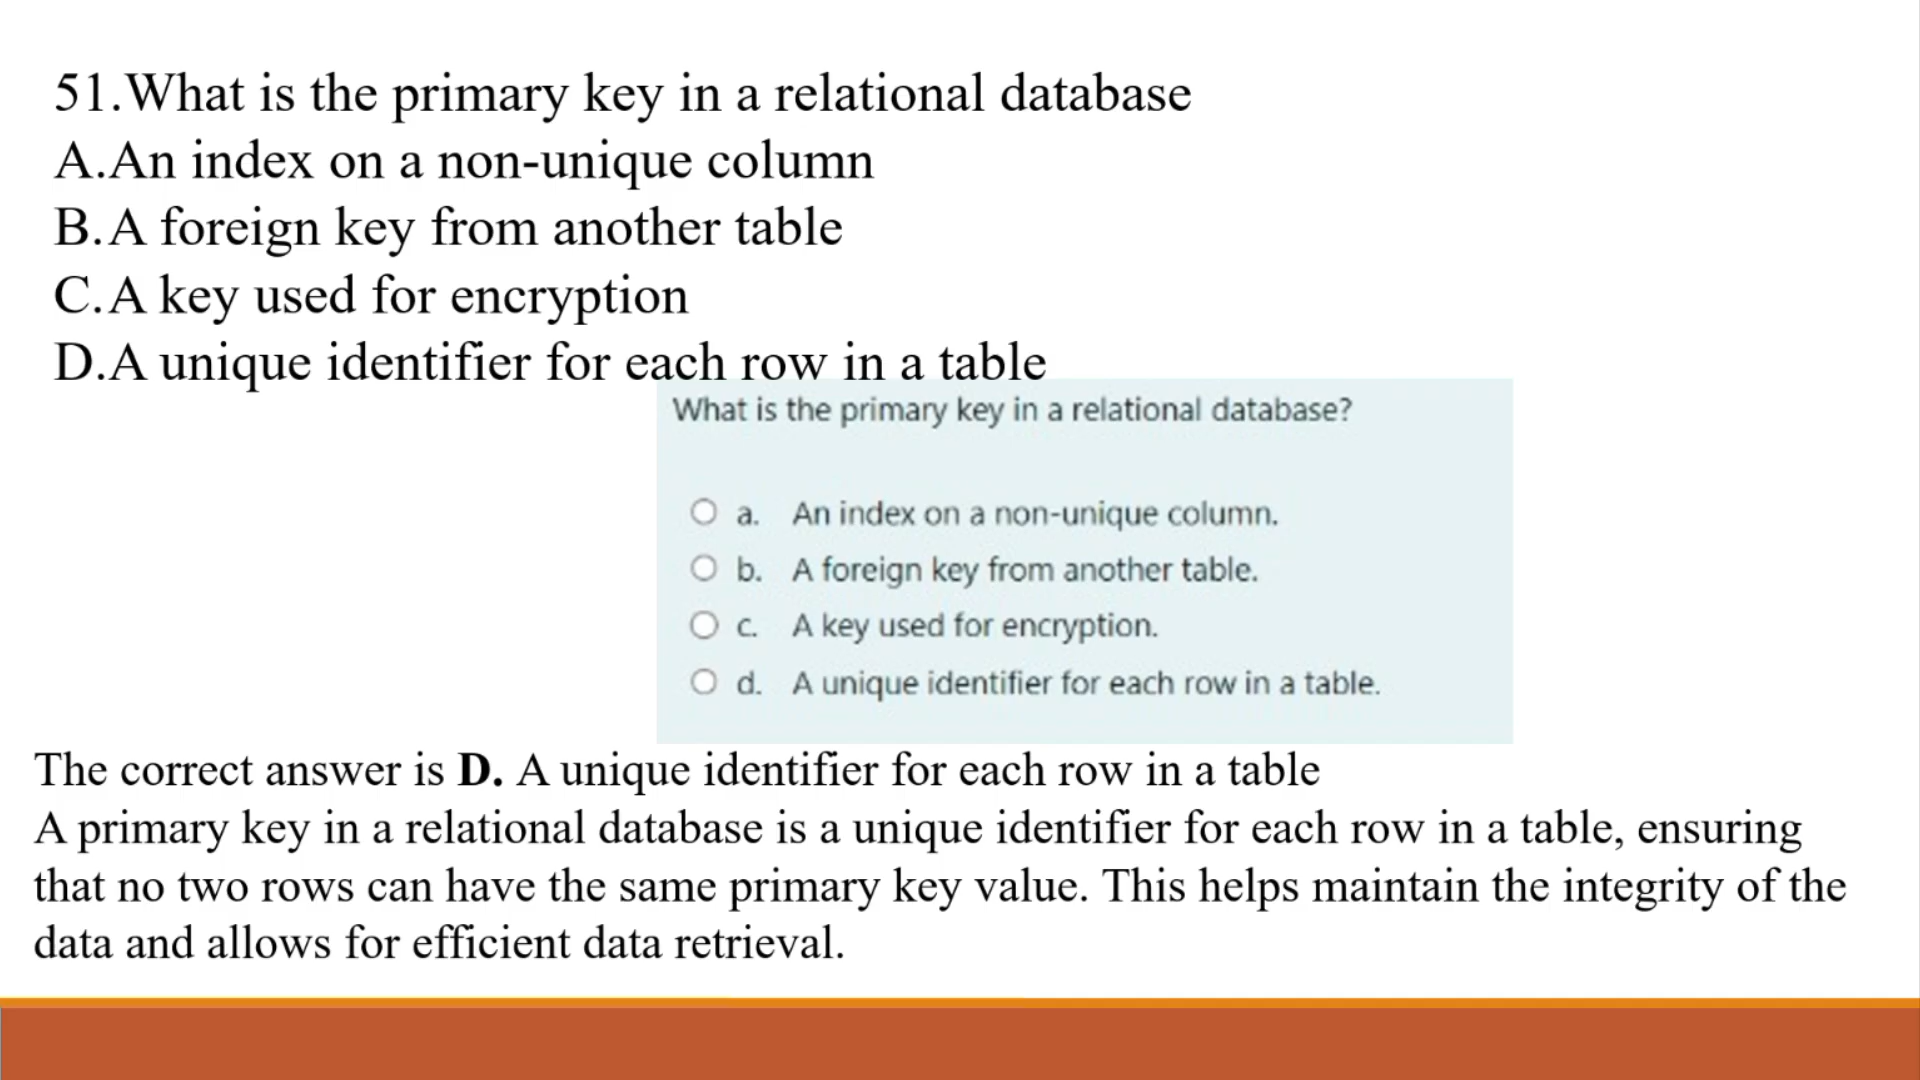 51.What is the primary key in a relational database
A.An index on a non-unique column
B.A foreign key from another table
C.A key used for encryption
D.A unique identifier for each row in a table
What is the primary key in a relational database?
a. An index on a non-unique column.
b. A foreign key from another table.
c. A key used for encryption.
d. A unique identifier for each row in a table.
The correct answer is D. A unique identifier for each row in a table
A primary key in a relational database is a unique identifier for each row in a table, ensuring
that no two rows can have the same primary key value. This helps maintain the integrity of the
data and allows for efficient data retrieval.